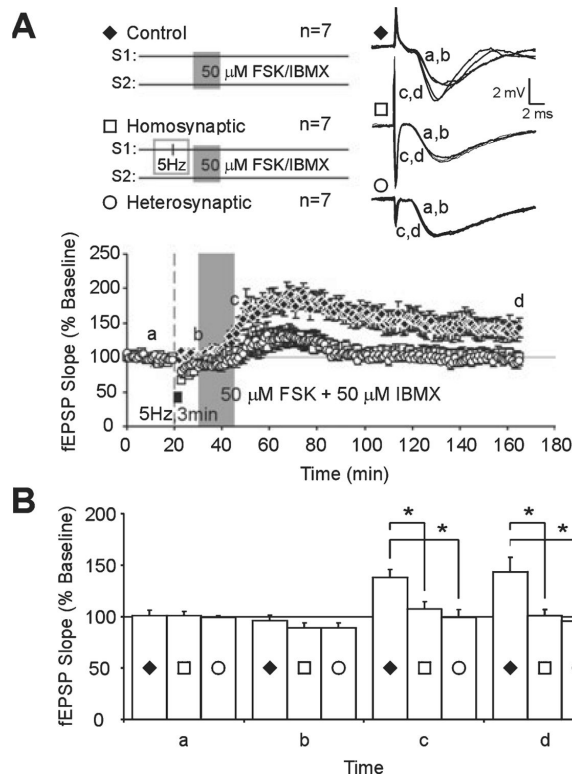 A
Control n=7
S1:
50 μM FSK/IBMX
S2:
Homosynaptic n=7
S1:
5Hz 50 μM FSK/IBMX
S2:
Heterosynaptic n=7
a,b
c,d
2 mV
2 ms
a,b
c,d
a,b
c,d
fEPSP Slope (% Baseline)
250
200
150
100
50
0
a b c d
50 μM FSK + 50 μM IBMX
5Hz 3min
0 20 40 60 80 100 120 140 160 180
Time (min)
B
fEPSP Slope (% Baseline)
200
150
100
50
0
* * * *
a b c d
Time